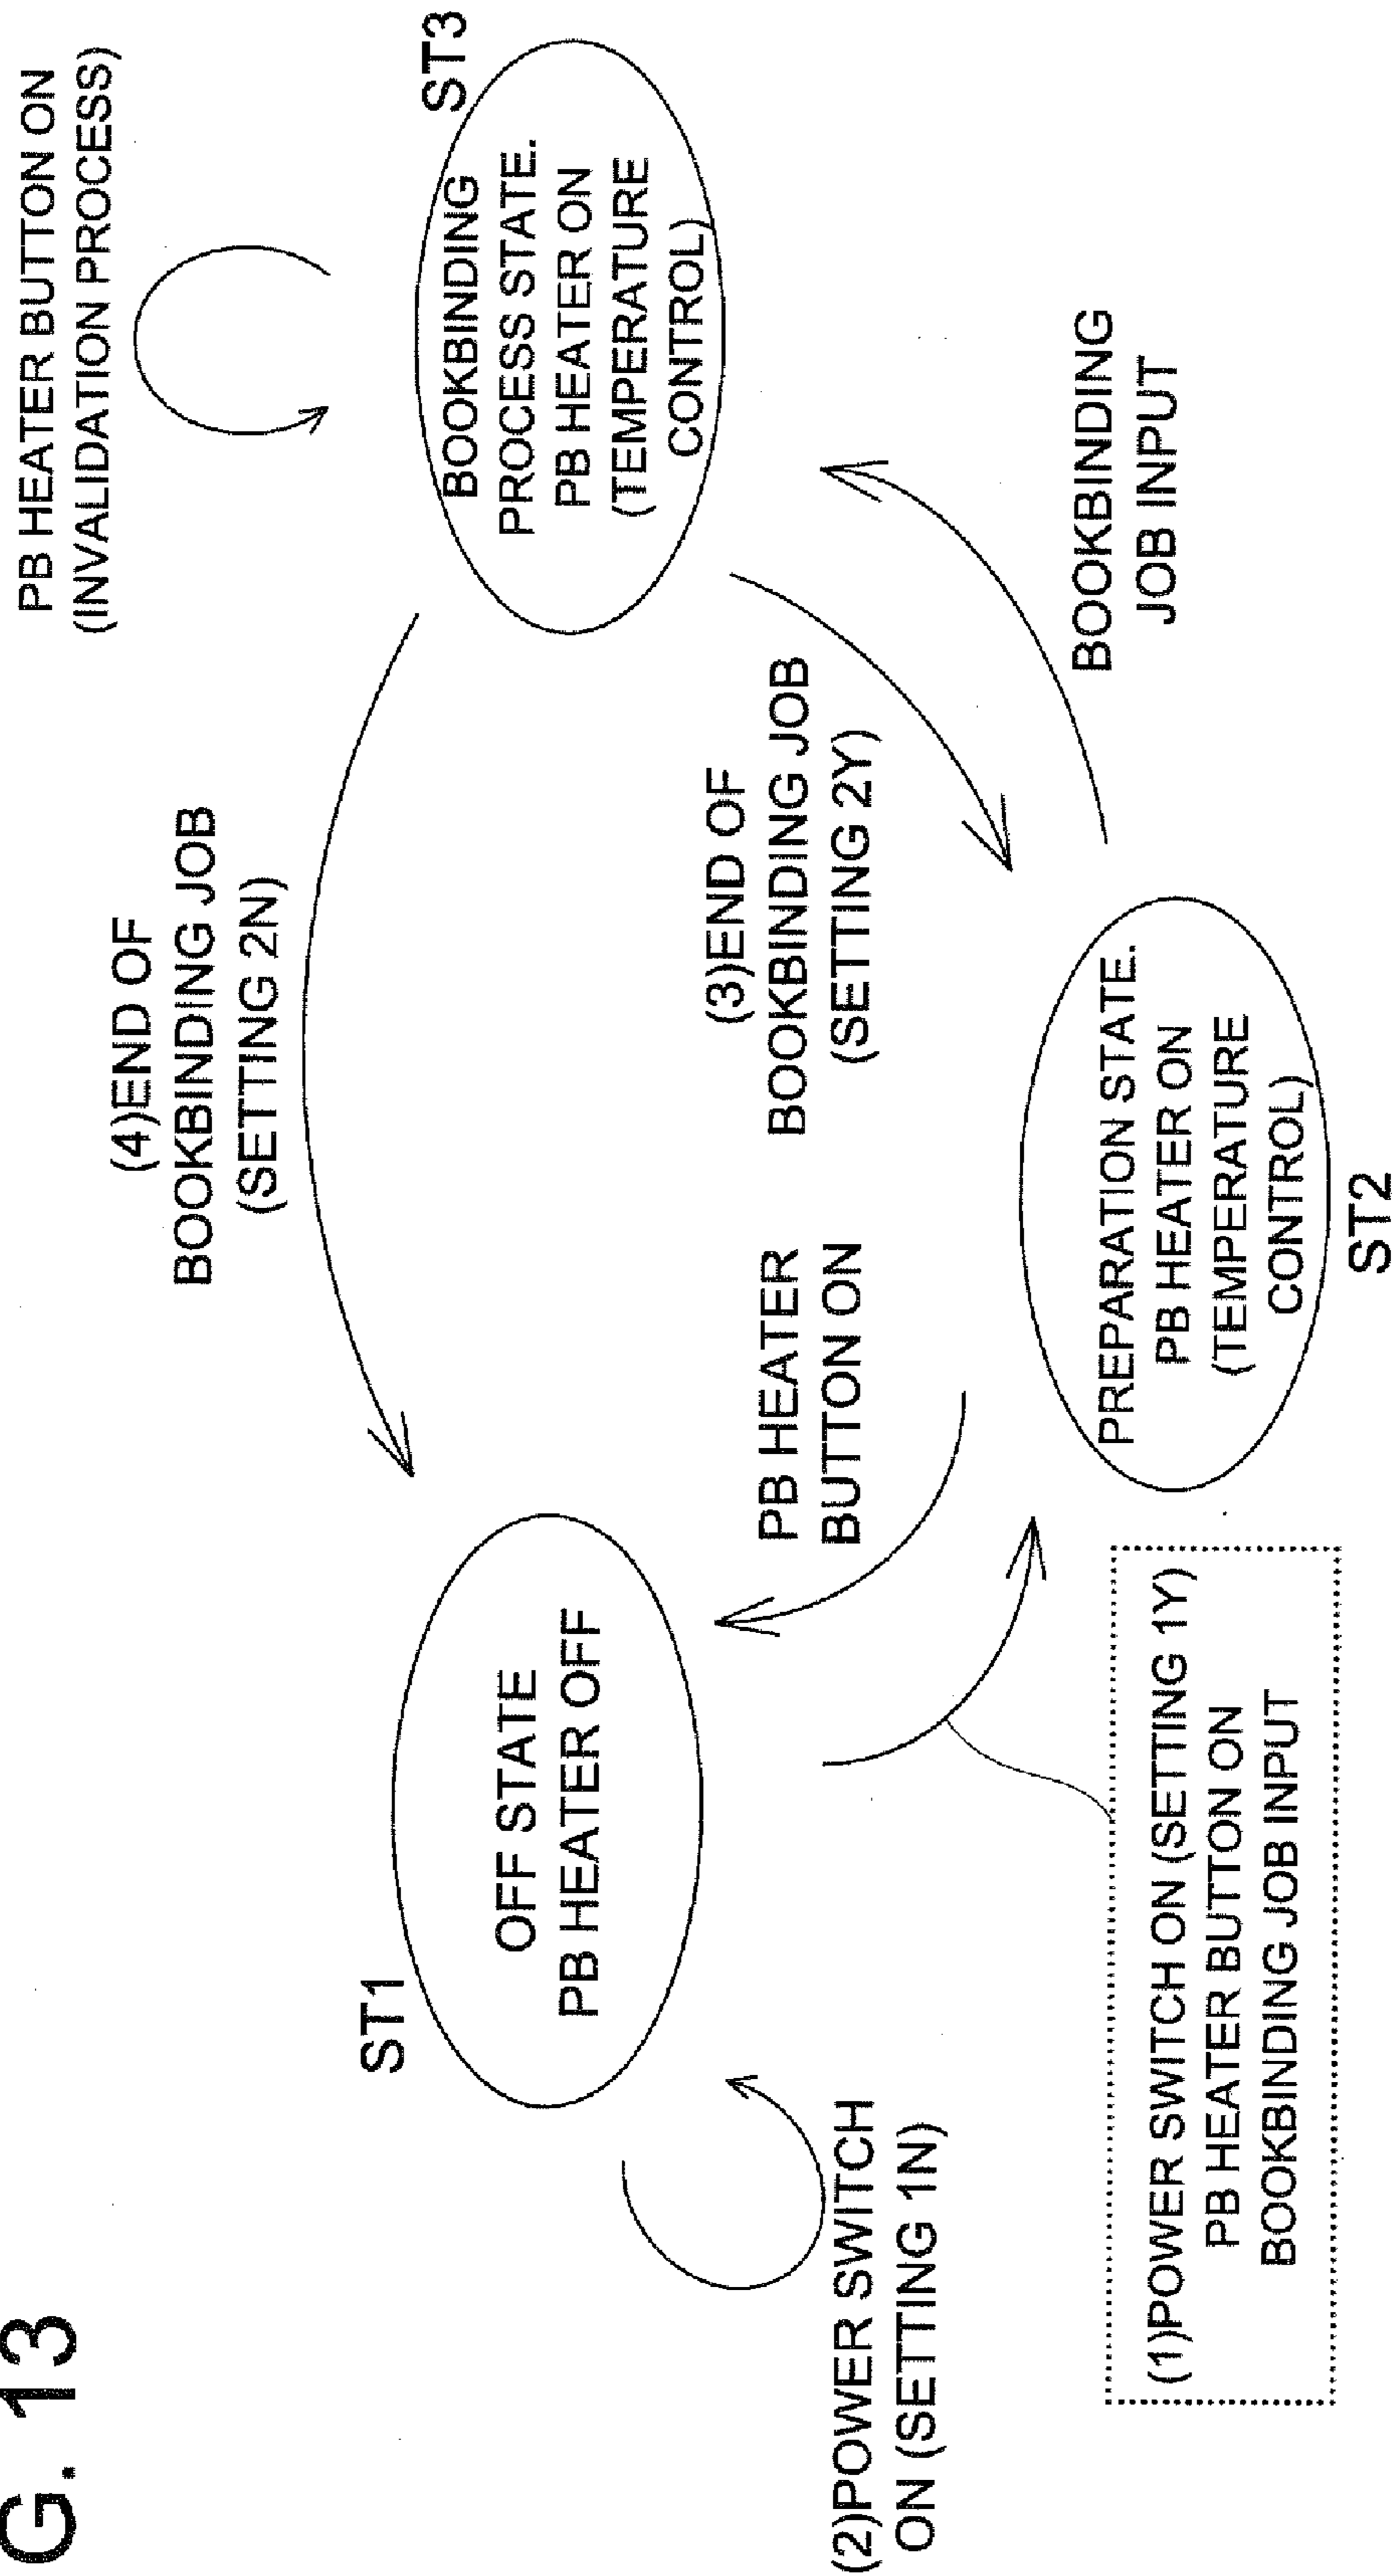 G. 13
PB HEATER BUTTON ON
(INVALIDATION PROCESS)
(4)END OF
BOOKBINDING JOB
(SETTING 2N)
ST1
OFF STATE
PB HEATER OFF
ST3
BOOKBINDING
PROCESS STATE.
PB HEATER ON
(TEMPERATURE
CONTROL)
(3)END OF
BOOKBINDING JOB
(SETTING 2Y)
PB HEATER
BUTTON ON
(2)POWER SWITCH
ON (SETTING 1N)
BOOKBINDING
JOB INPUT
PREPARATION STATE.
PB HEATER ON
(TEMPERATURE
CONTROL)
ST2
(1)POWER SWITCH ON (SETTING 1Y)
PB HEATER BUTTON ON
BOOKBINDING JOB INPUT